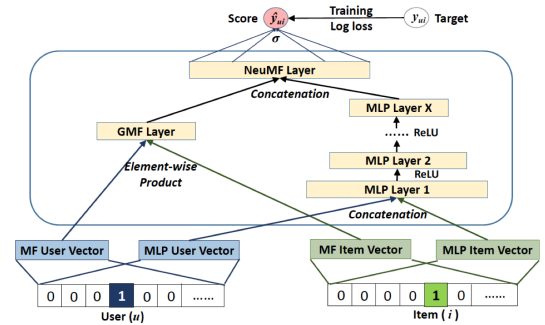 Score ŷui Training yui Target
Log loss
σ
NeuMF Layer
Concatenation
MLP Layer X
GMF Layer
...... ReLU
Element-wise
Product
MLP Layer 2
ReLU
MLP Layer 1
Concatenation
MF User Vector MLP User Vector MF Item Vector MLP Item Vector
0 0 0 1 0 0 ...... 0 0 0 0 1 0 ......
User (u) Item ( i )